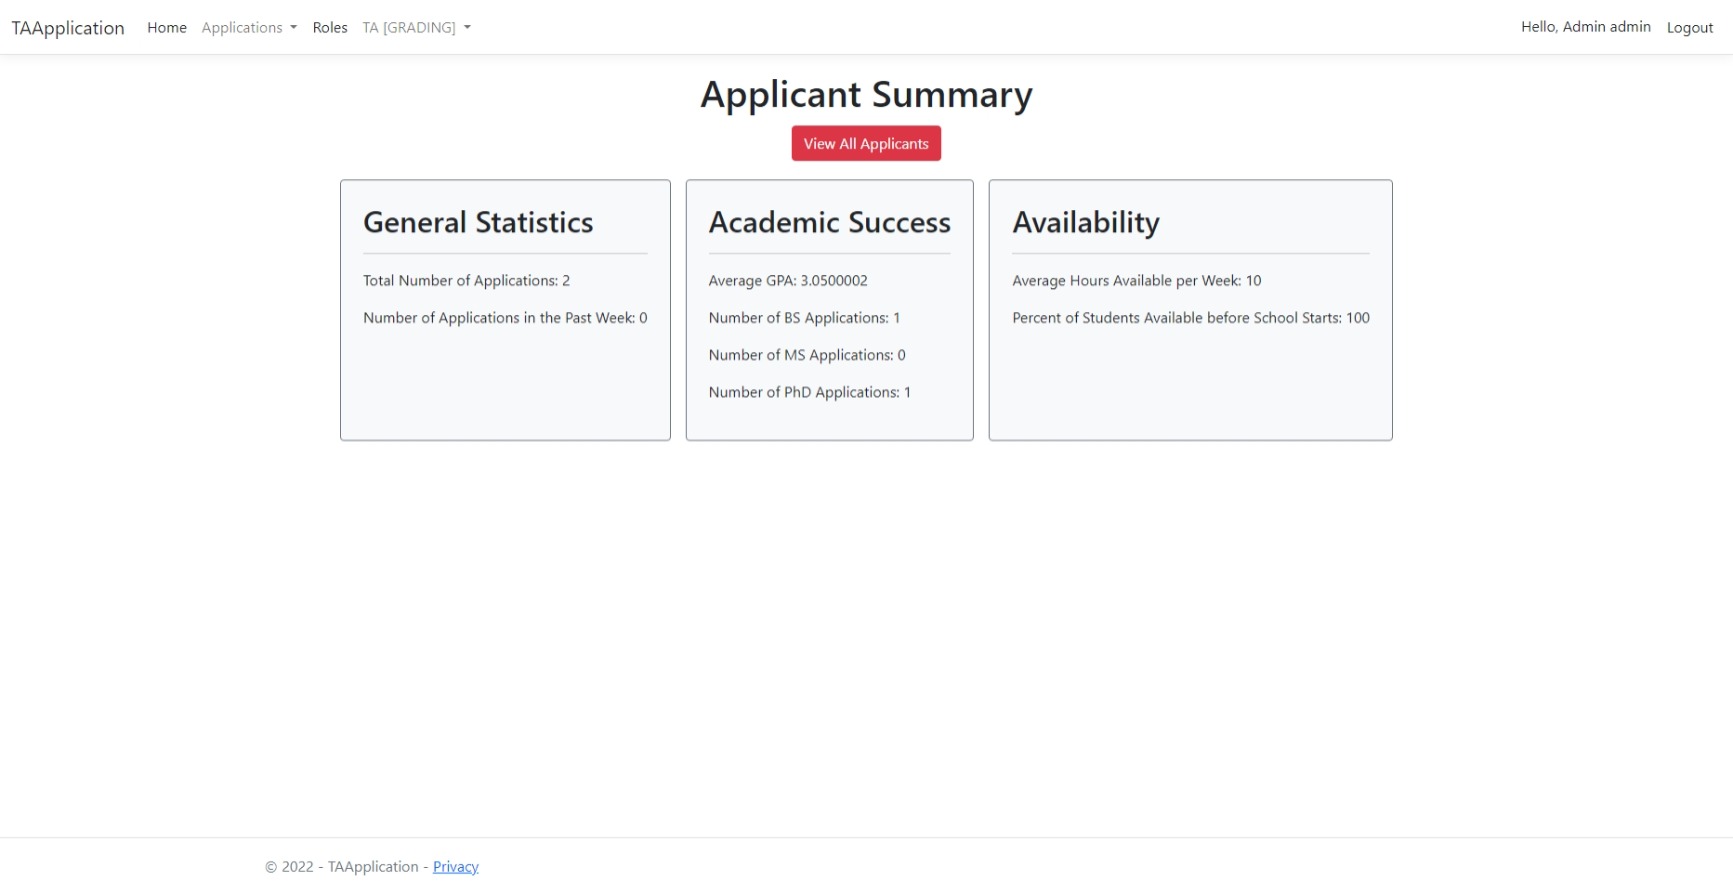 TAApplication Home Applications Roles TA [GRADING] Hello, Admin admin Logout
Applicant Summary
View All Applicants
General Statistics
Total Number of Applications: 2
Number of Applications in the Past Week: 0
Academic Success
Average GPA: 3.0500002
Number of BS Applications: 1
Number of MS Applications: 0
Number of PhD Applications: 1
Availability
Average Hours Available per Week: 10
Percent of Students Available before School Starts: 100
© 2022 - TAApplication - Privacy